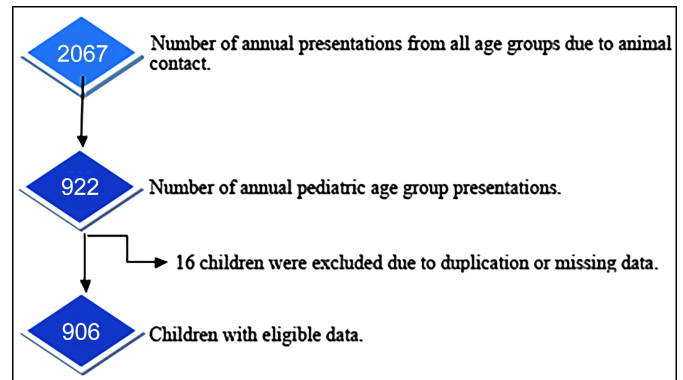 2067
Number of annual presentations from all age groups due to animal
contact.
922
Number of annual pediatric age group presentations.
16 children were excluded due to duplication or missing data.
906
Children with eligible data.